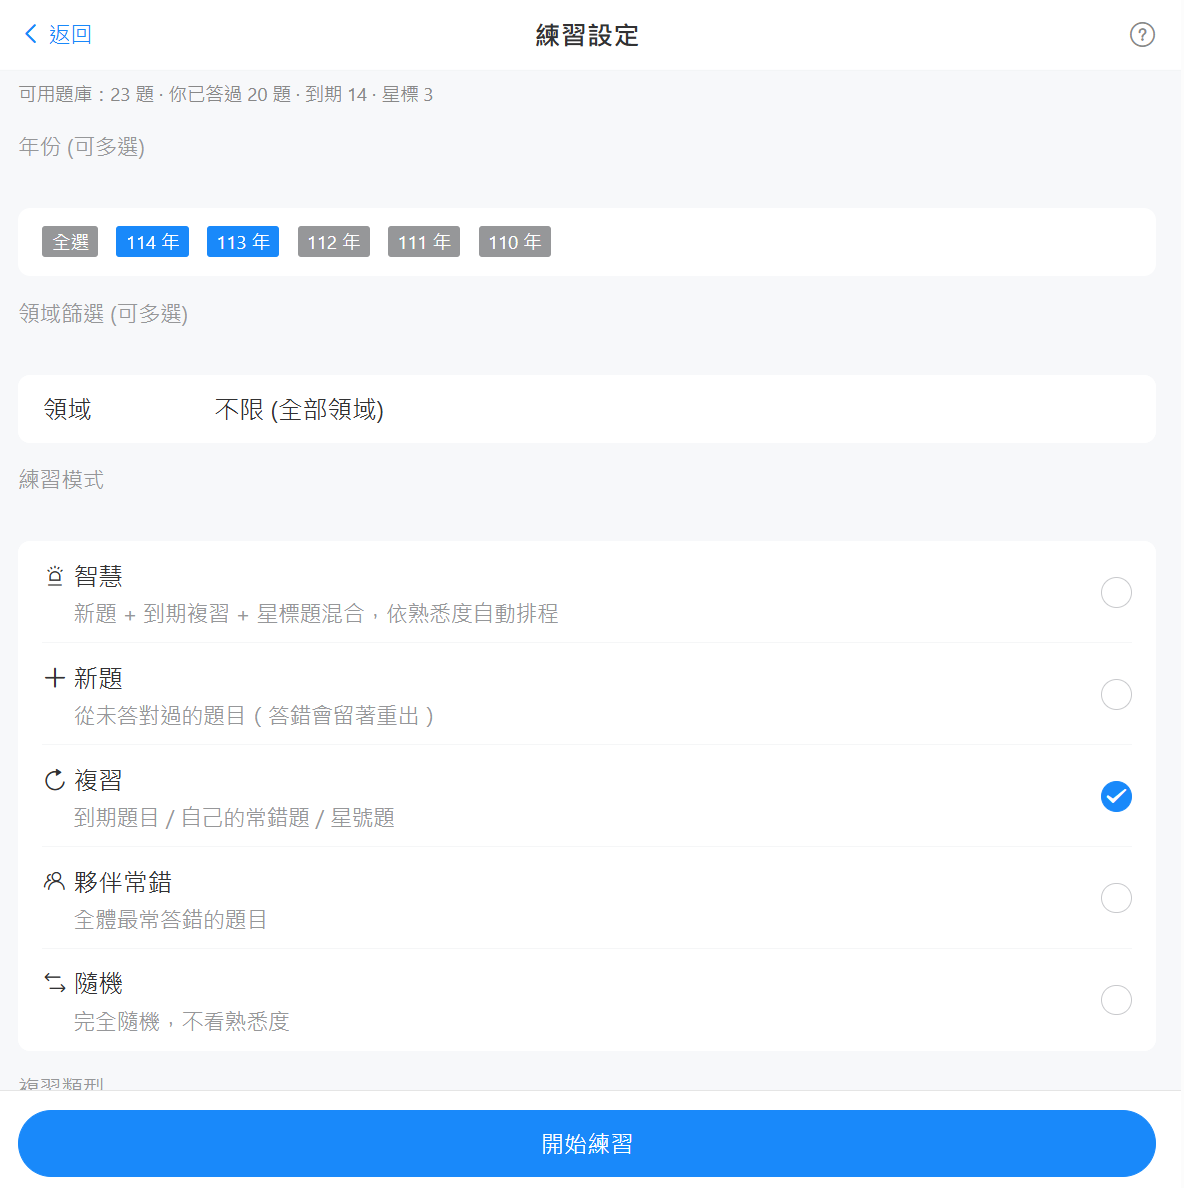 返回
練習設定
可用題庫：23 題 · 你已答過 20 題 · 到期 14 · 星標 3
年份 (可多選)
全選 114 年 113 年 112 年 111 年 110 年
領域篩選 (可多選)
領域 不限 (全部領域)
練習模式
智慧
新題 + 到期複習 + 星標題混合，依熟悉度自動排程
新題
從未答對過的題目（答錯會留著重出）
複習
到期題目 / 自己的常錯題 / 星號題
夥伴常錯
全體最常答錯的題目
隨機
完全隨機，不看熟悉度
複習類型
開始練習